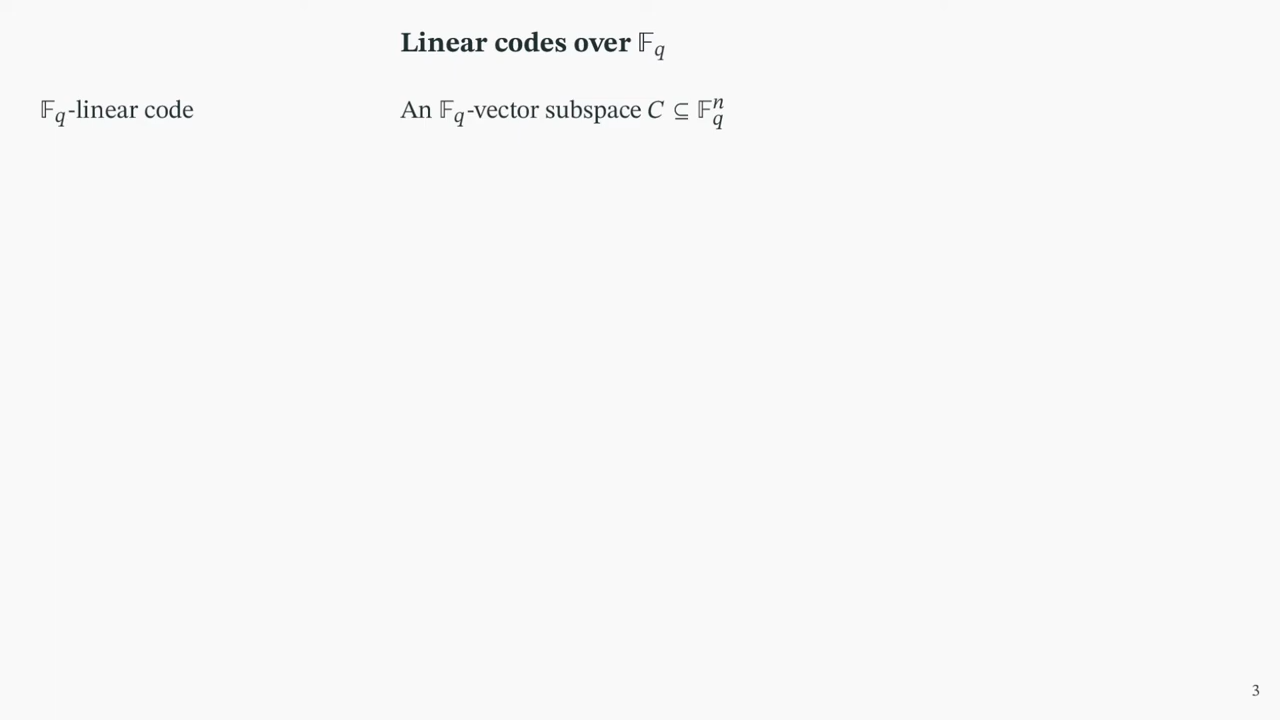 Linear codes over 𝔽_q
𝔽_q-linear code An 𝔽_q-vector subspace C ⊆ 𝔽_q^n
3